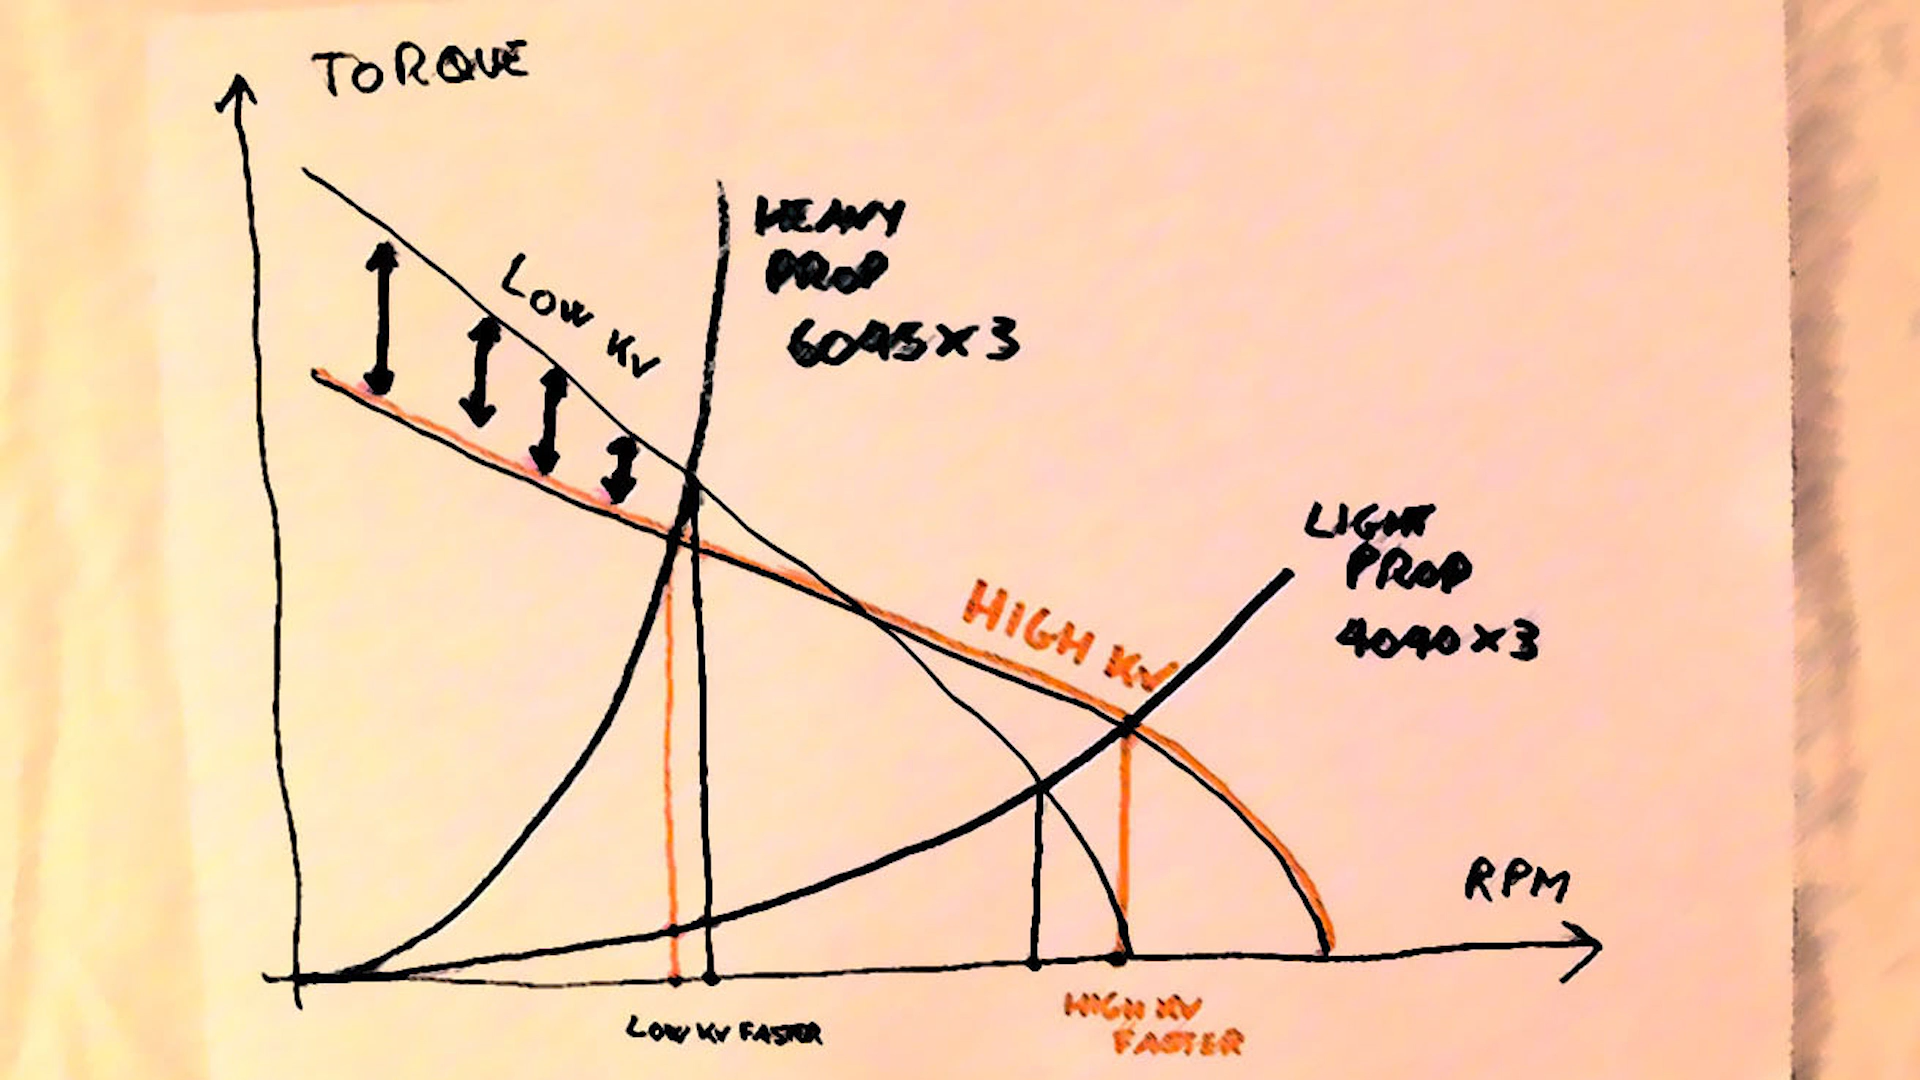 TORQUE
LOW KV
HEAVY
PROP
6045X3
HIGH KV
LIGHT
PROP
4040X3
RPM
LOW KV FASTER
HIGH KV
FASTER